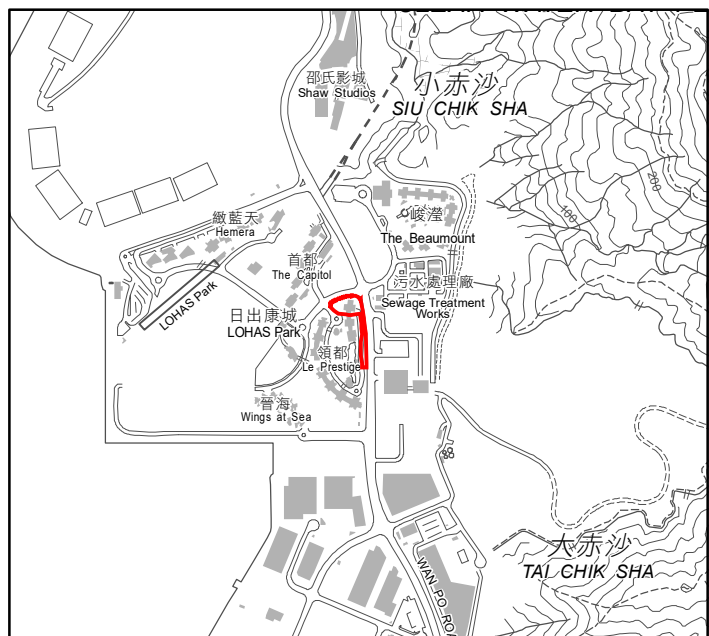 邵氏影城
Shaw Studios
小赤沙
SIU CHIK SHA
200
100
緻藍天
Hemera
峻瀅
The Beaumount
首都
The Capitol
污水處理廠
Sewage Treatment
Works
LOHAS Park
日出康城
LOHAS Park
領都
Le Prestige
晉海
Wings at Sea
大赤沙
TAI CHIK SHA
WAN PO ROA